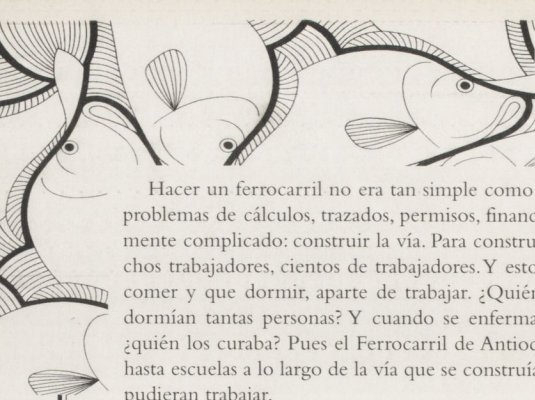 Hacer un ferrocarril no era tan simple como
problemas de cálculos, trazados, permisos, financ
mente complicado: construir la vía. Para constru
chos trabajadores, cientos de trabajadores. Y esto
comer y que dormir, aparte de trabajar. ¿Quién
dormían tantas personas? Y cuando se enferma
¿quién los curaba? Pues el Ferrocarril de Antioq
hasta escuelas a lo largo de la vía que se construía
pudieran trabajar.